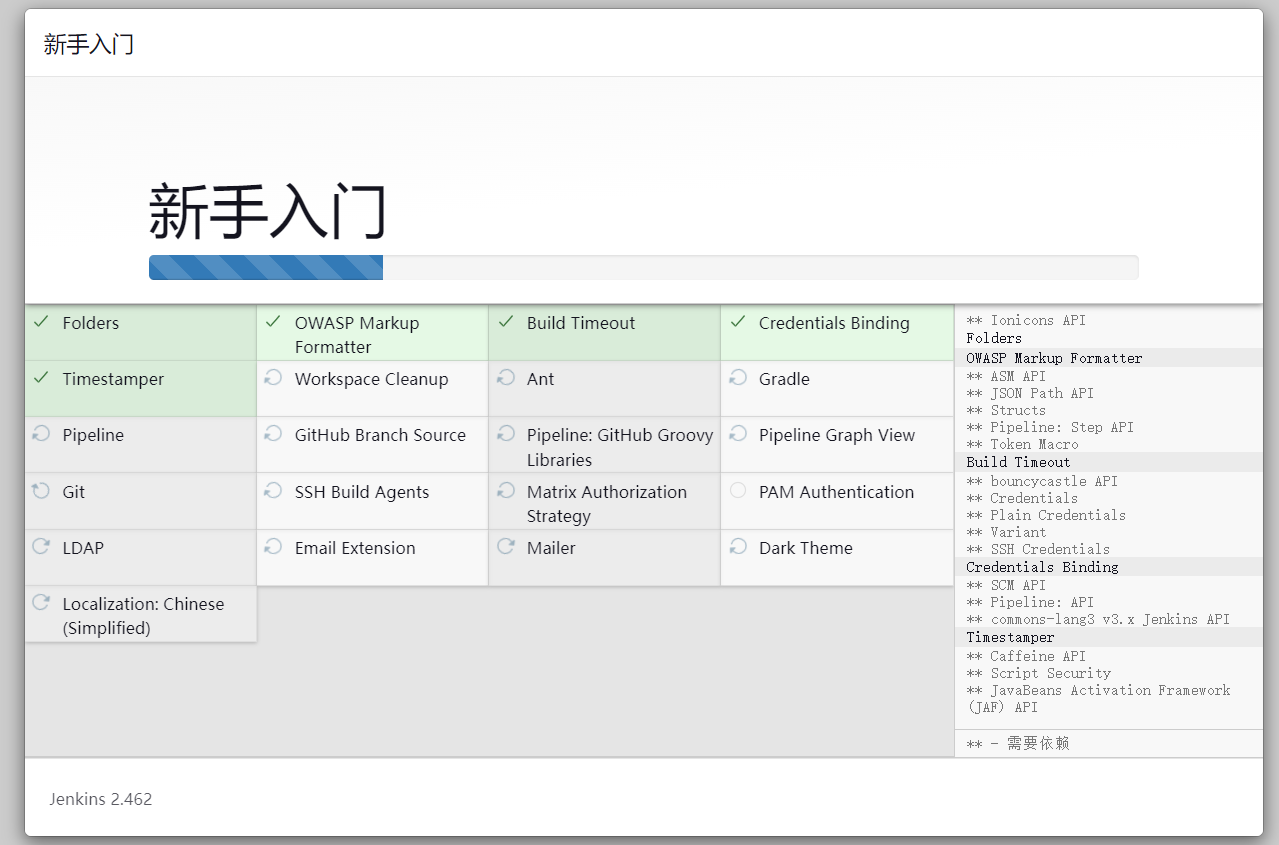 新手入门
新手入门
Folders
OWASP Markup
Formatter
Build Timeout
Credentials Binding
Timestamper
Workspace Cleanup
Ant
Gradle
Pipeline
GitHub Branch Source
Pipeline: GitHub Groovy
Libraries
Pipeline Graph View
Git
SSH Build Agents
Matrix Authorization
Strategy
PAM Authentication
LDAP
Email Extension
Mailer
Dark Theme
Localization: Chinese
(Simplified)
** Ionicons API
Folders
OWASP Markup Formatter
** ASM API
** JSON Path API
** Structs
** Pipeline: Step API
** Token Macro
Build Timeout
** bouncycastle API
** Credentials
** Plain Credentials
** Variant
** SSH Credentials
Credentials Binding
** SCM API
** Pipeline: API
** commons-lang3 v3.x Jenkins API
Timestamper
** Caffeine API
** Script Security
** JavaBeans Activation Framework
(JAF) API
** - 需要依赖
Jenkins 2.462